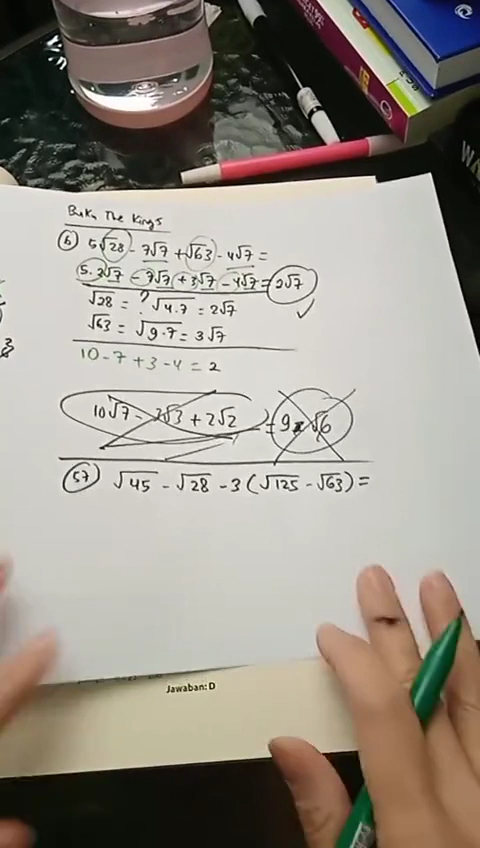 Buku The Kings
6) 5√28 - 7√7 + √63 - 4√7 =
5.2√7 - 7√7 + 3√7 - 4√7 = 2√7
√28 = √4.7 = 2√7
√63 = √9.7 = 3√7
10 - 7 + 3 - 4 = 2
10√7 - 3√3 + 2√2 = 9√6
57) √45 - √28 - 3(√125 - √63) =
Jawaban: D